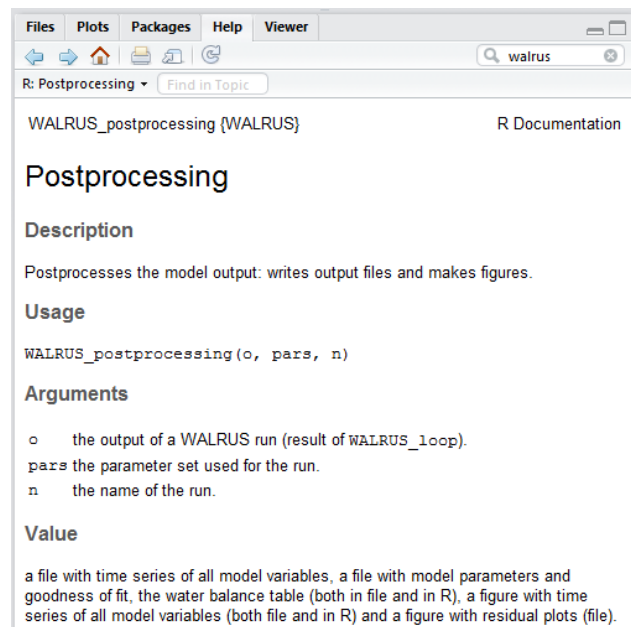 Files Plots Packages Help Viewer
walrus
R: Postprocessing Find in Topic
WALRUS_postprocessing {WALRUS} R Documentation
Postprocessing
Description
Postprocesses the model output: writes output files and makes figures.
Usage
WALRUS_postprocessing(o, pars, n)
Arguments
o the output of a WALRUS run (result of WALRUS_loop).
pars the parameter set used for the run.
n the name of the run.
Value
a file with time series of all model variables, a file with model parameters and
goodness of fit, the water balance table (both in file and in R), a figure with time
series of all model variables (both file and in R) and a figure with residual plots (file).